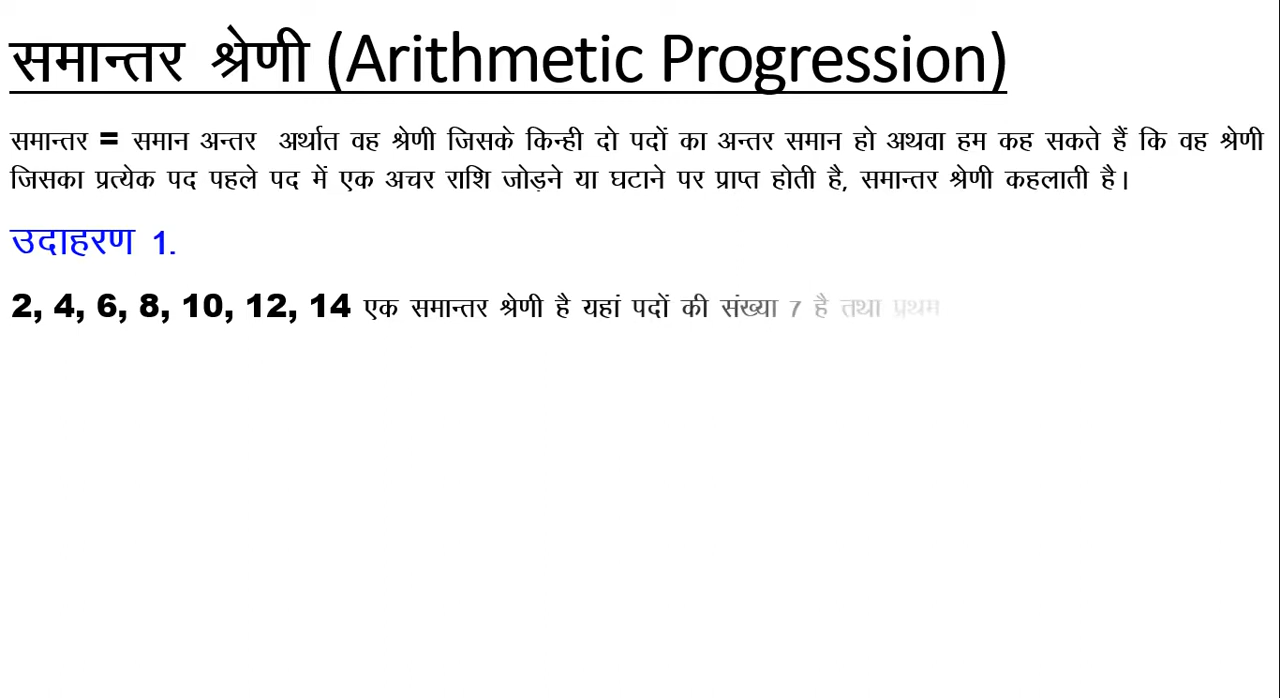 समान्तर श्रेणी (Arithmetic Progression)
समान्तर = समान अन्तर अर्थात वह श्रेणी जिसके किन्ही दो पदों का अन्तर समान हो अथवा हम कह सकते हैं कि वह श्रेणी
जिसका प्रत्येक पद पहले पद में एक अचर राशि जोड़ने या घटाने पर प्राप्त होती है, समान्तर श्रेणी कहलाती है।
उदाहरण 1.
2, 4, 6, 8, 10, 12, 14 एक समान्तर श्रेणी है यहां पदों की संख्या 7 है तथा प्रथम